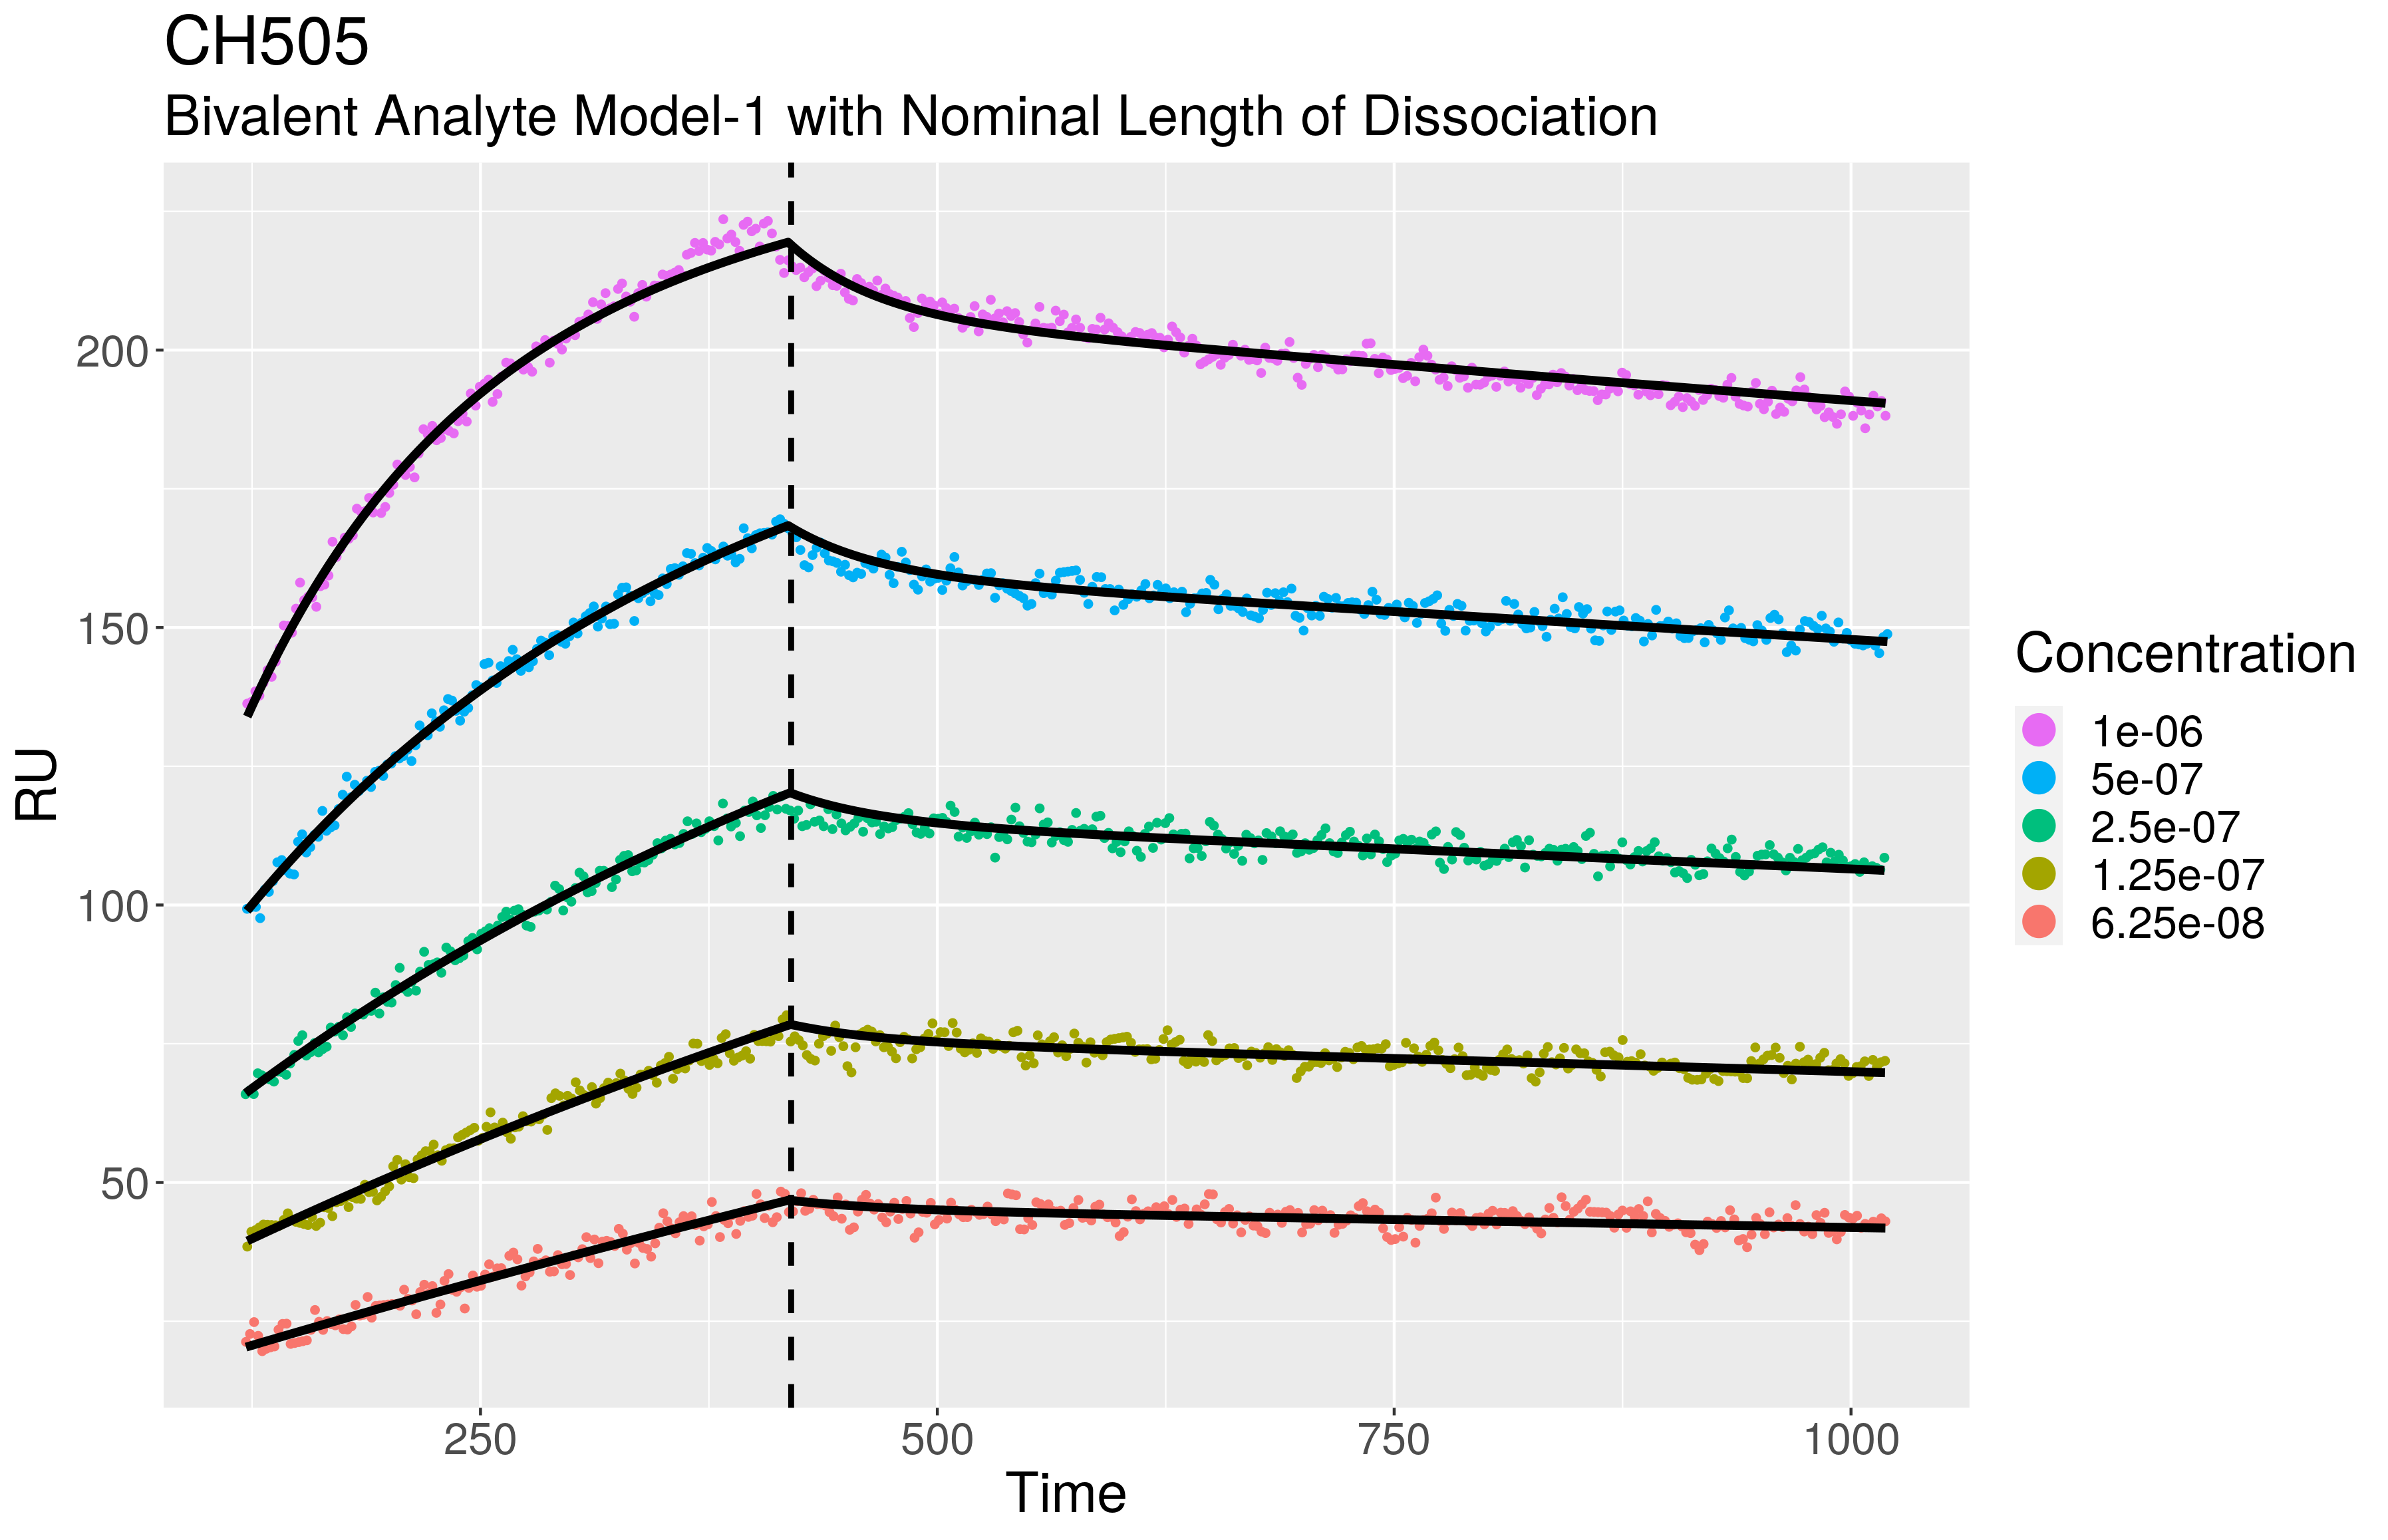 CH505
Bivalent Analyte Model-1 with Nominal Length of Dissociation
RU
200
150
100
50
250
500
750
1000
Time
Concentration
1e-06
5e-07
2.5e-07
1.25e-07
6.25e-08